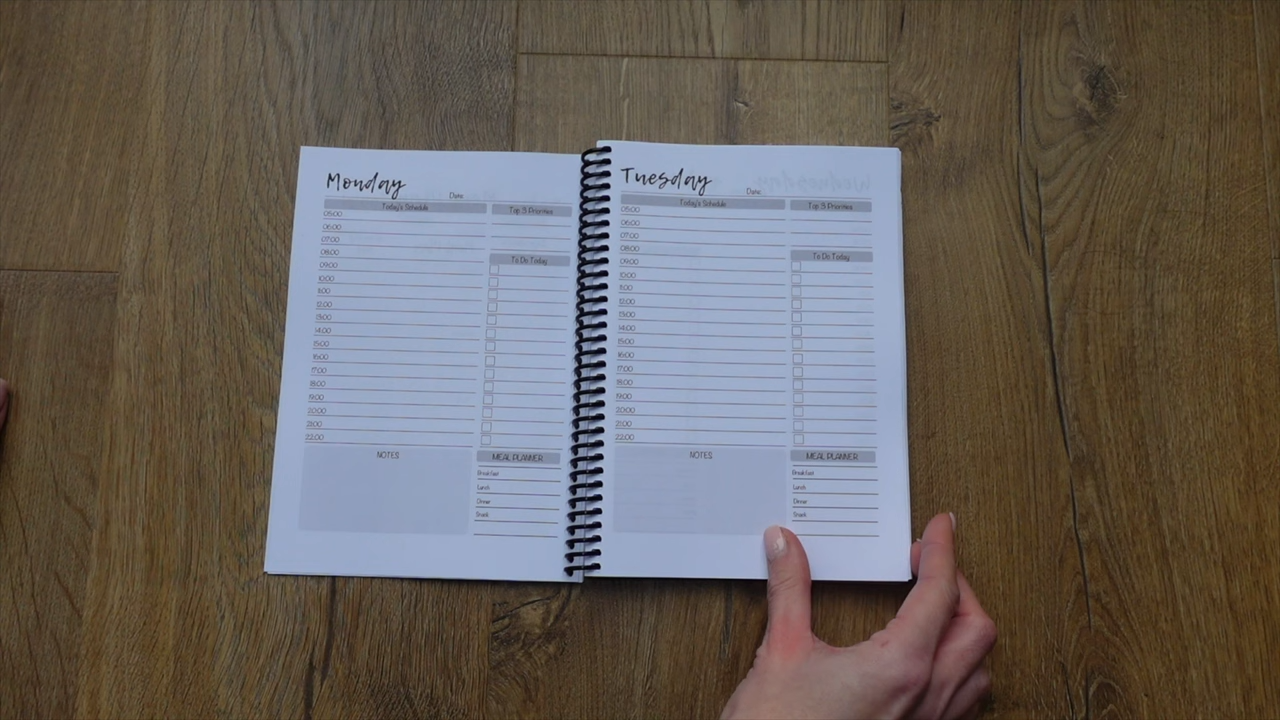 Monday
Date:
Today's Schedule
05:00
06:00
07:00
08:00
09:00
10:00
11:00
12:00
13:00
14:00
15:00
16:00
17:00
18:00
19:00
20:00
21:00
22:00
NOTES
Top 3 Priorities
To Do Today
MEAL PLANNER
Breakfast
Lunch
Dinner
Snack
Tuesday
Date:
Today's Schedule
05:00
06:00
07:00
08:00
09:00
10:00
11:00
12:00
13:00
14:00
15:00
16:00
17:00
18:00
19:00
20:00
21:00
22:00
NOTES
Top 3 Priorities
To Do Today
MEAL PLANNER
Breakfast
Lunch
Dinner
Snack
Wednesday